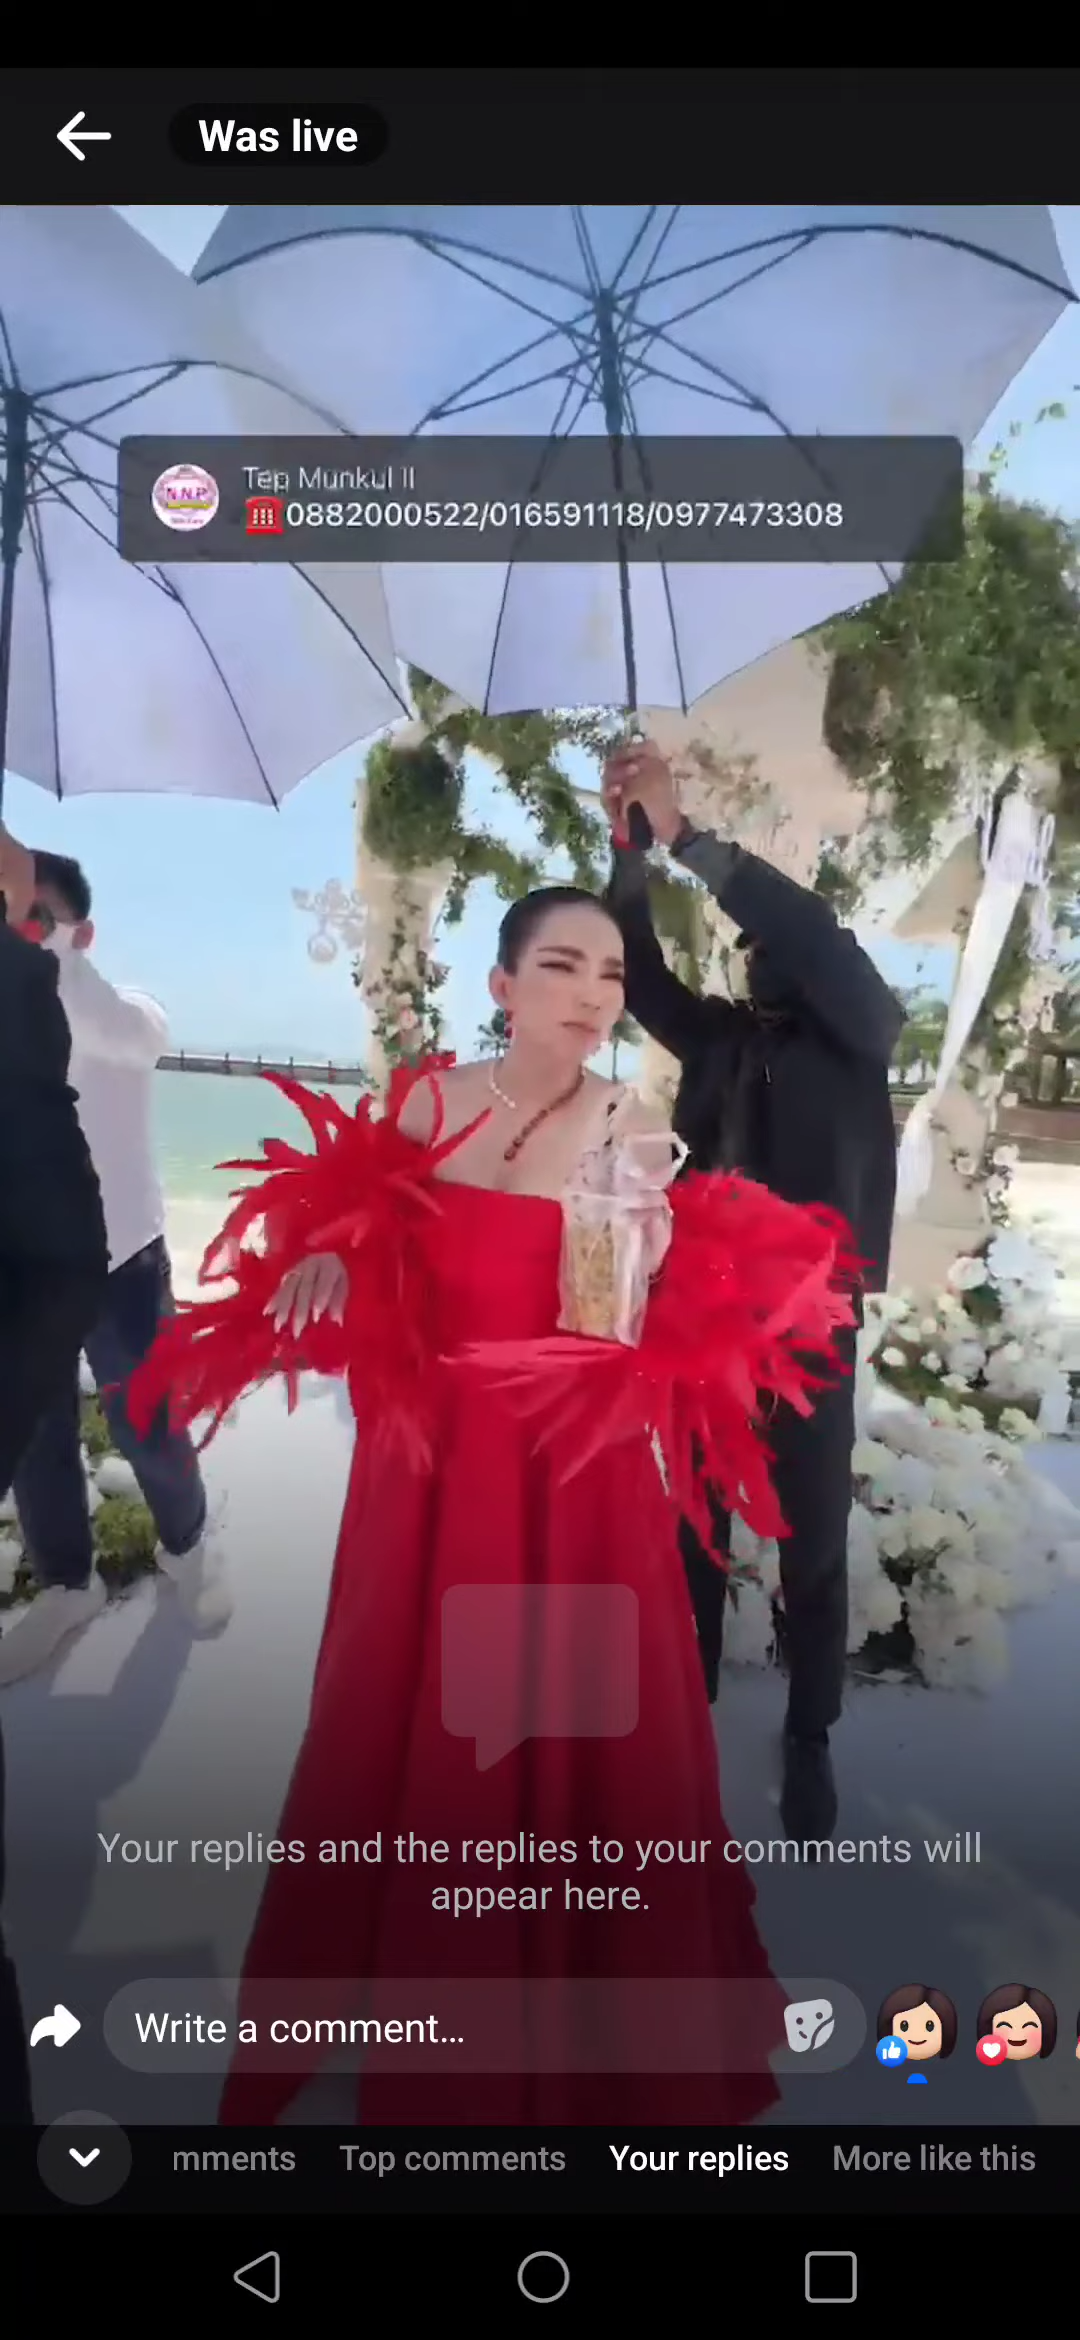 Was live
Tep Munkul II
N.N.P
☎️0882000522/016591118/0977473308
Your replies and the replies to your comments will
appear here.
Write a comment...
mments
Top comments
Your replies
More like this